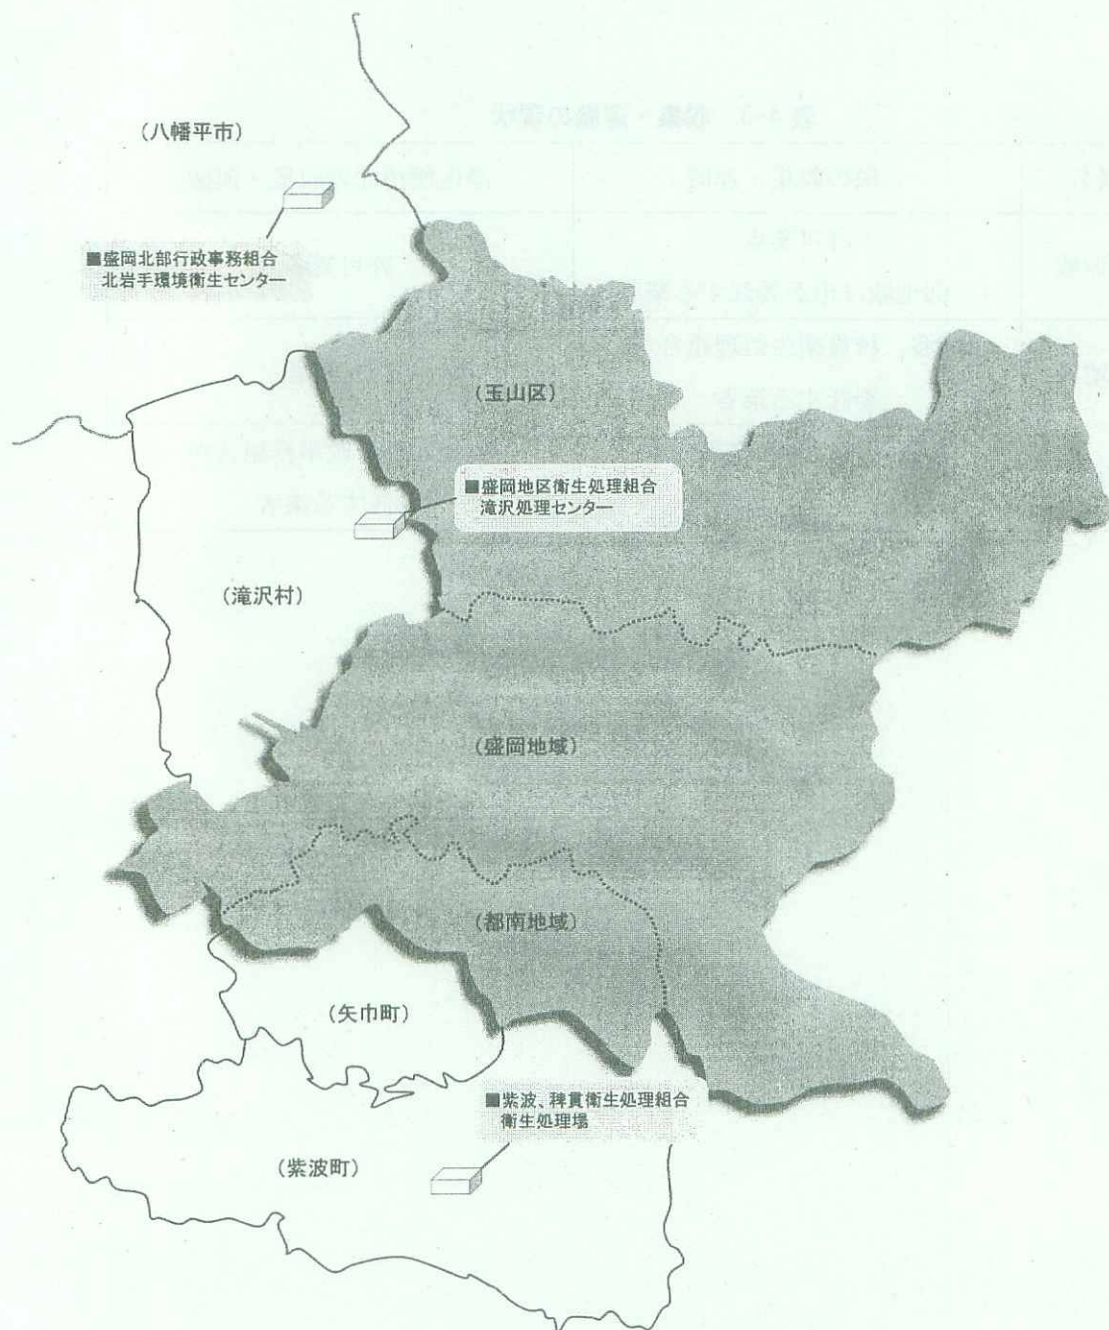 (八幡平市)
■盛岡北部行政事務組合
北岩手環境衛生センター
(玉山区)
■盛岡地区衛生処理組合
滝沢処理センター
(滝沢村)
(盛岡地域)
(都南地域)
(矢巾町)
■紫波、稗貫衛生処理組合
衛生処理場
(紫波町)